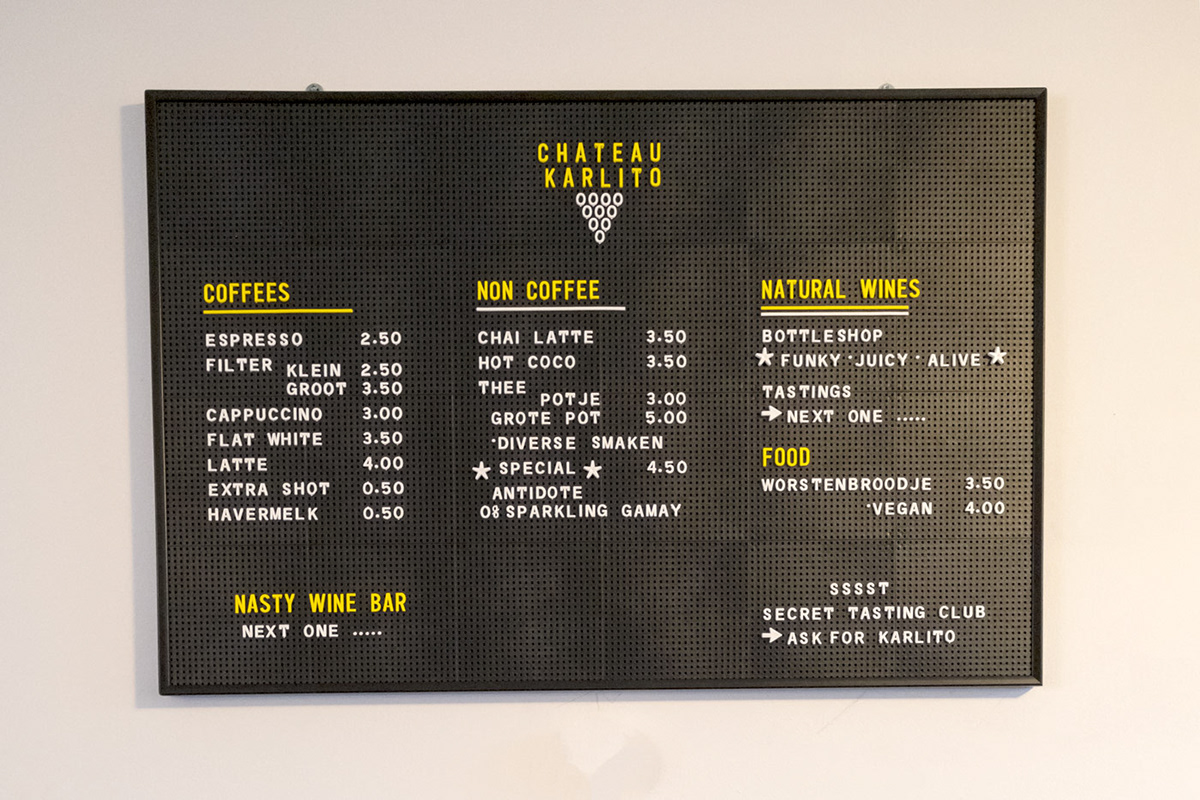 CHATEAU
KARLITO
COFFEES
ESPRESSO 2.50
FILTER KLEIN 2.50
GROOT 3.50
CAPPUCCINO 3.00
FLAT WHITE 3.50
LATTE 4.00
EXTRA SHOT 0.50
HAVERMELK 0.50
NASTY WINE BAR
NEXT ONE .....
NON COFFEE
CHAI LATTE 3.50
HOT COCO 3.50
THEE
POTJE 3.00
GROTE POT 5.00
·DIVERSE SMAKEN
★ SPECIAL ★ 4.50
ANTIDOTE
0% SPARKLING GAMAY
NATURAL WINES
BOTTLESHOP
★ FUNKY · JUICY · ALIVE ★
TASTINGS
→ NEXT ONE .....
FOOD
WORSTENBROODJE 3.50
·VEGAN 4.00
SSSST
SECRET TASTING CLUB
→ ASK FOR KARLITO